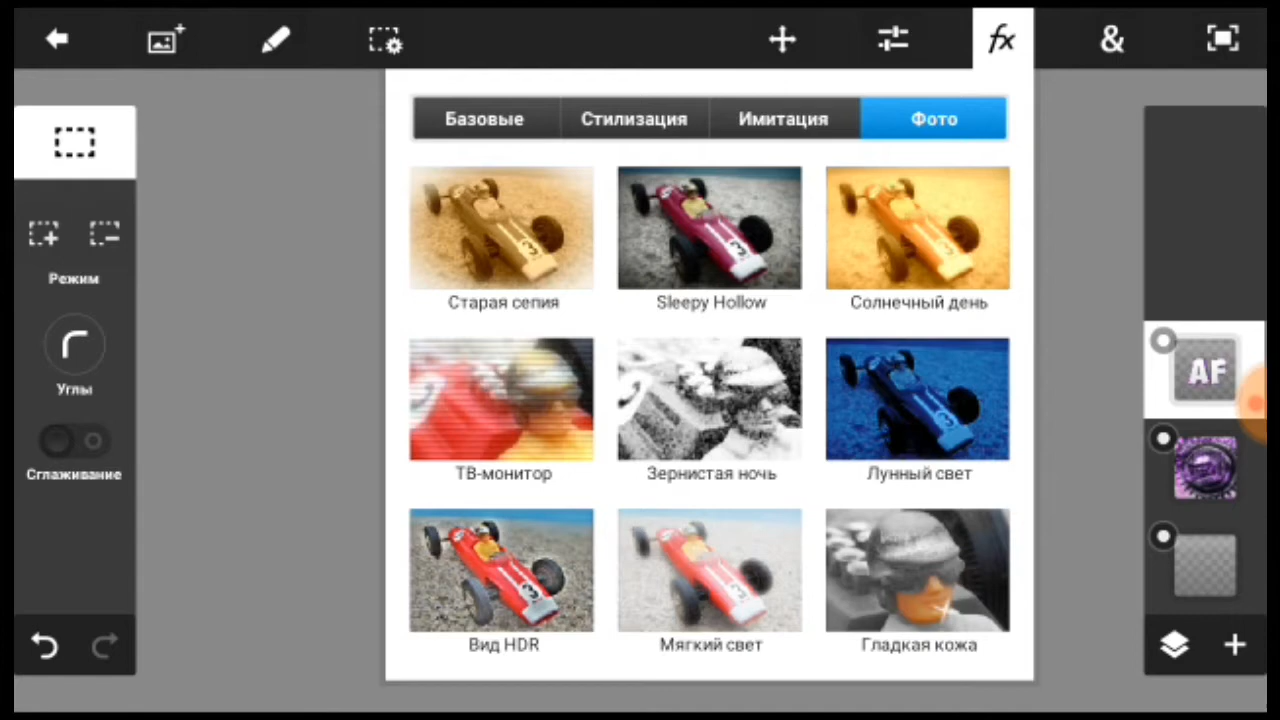 fx
&
Базовые
Стилизация
Имитация
Фото
Режим
Углы
Сглаживание
Старая сепия
Sleepy Hollow
Солнечный день
ТВ-монитор
Зернистая ночь
Лунный свет
Вид HDR
Мягкий свет
Гладкая кожа
AF